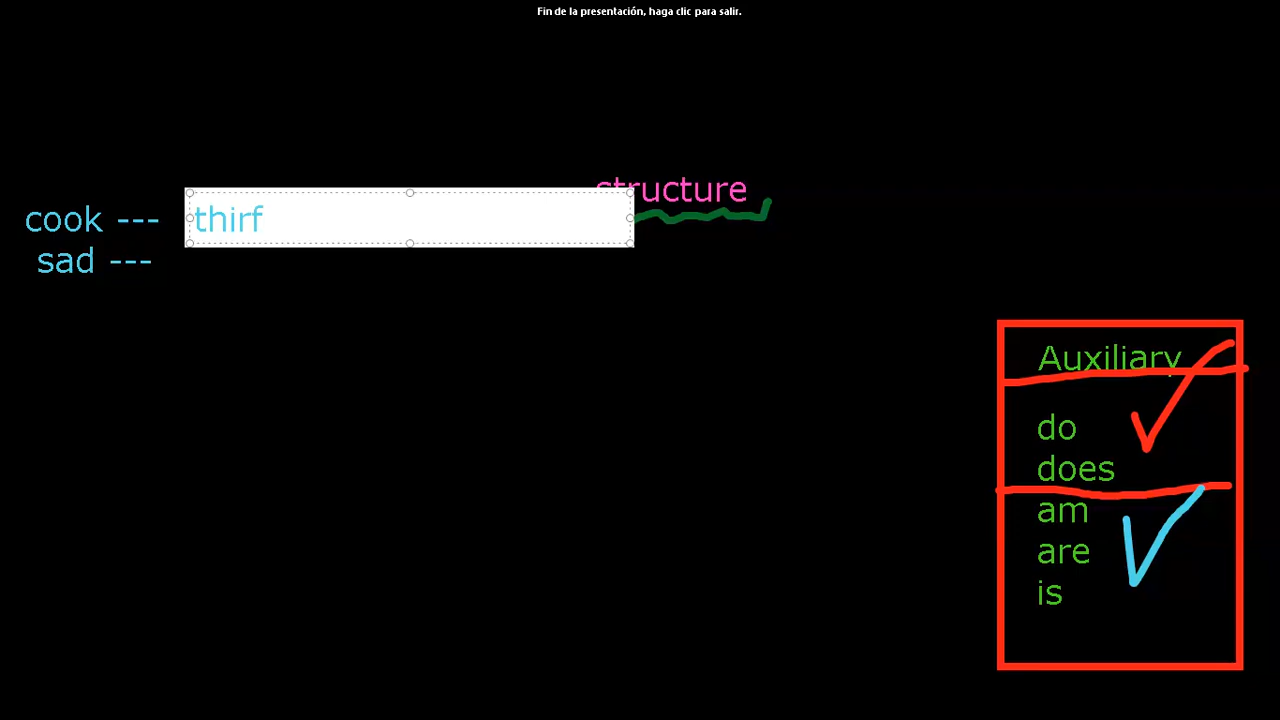 Fin de la presentación, haga clic para salir.
structure
cook --- thirf
sad ---
Auxiliary
do
does
am
are
is